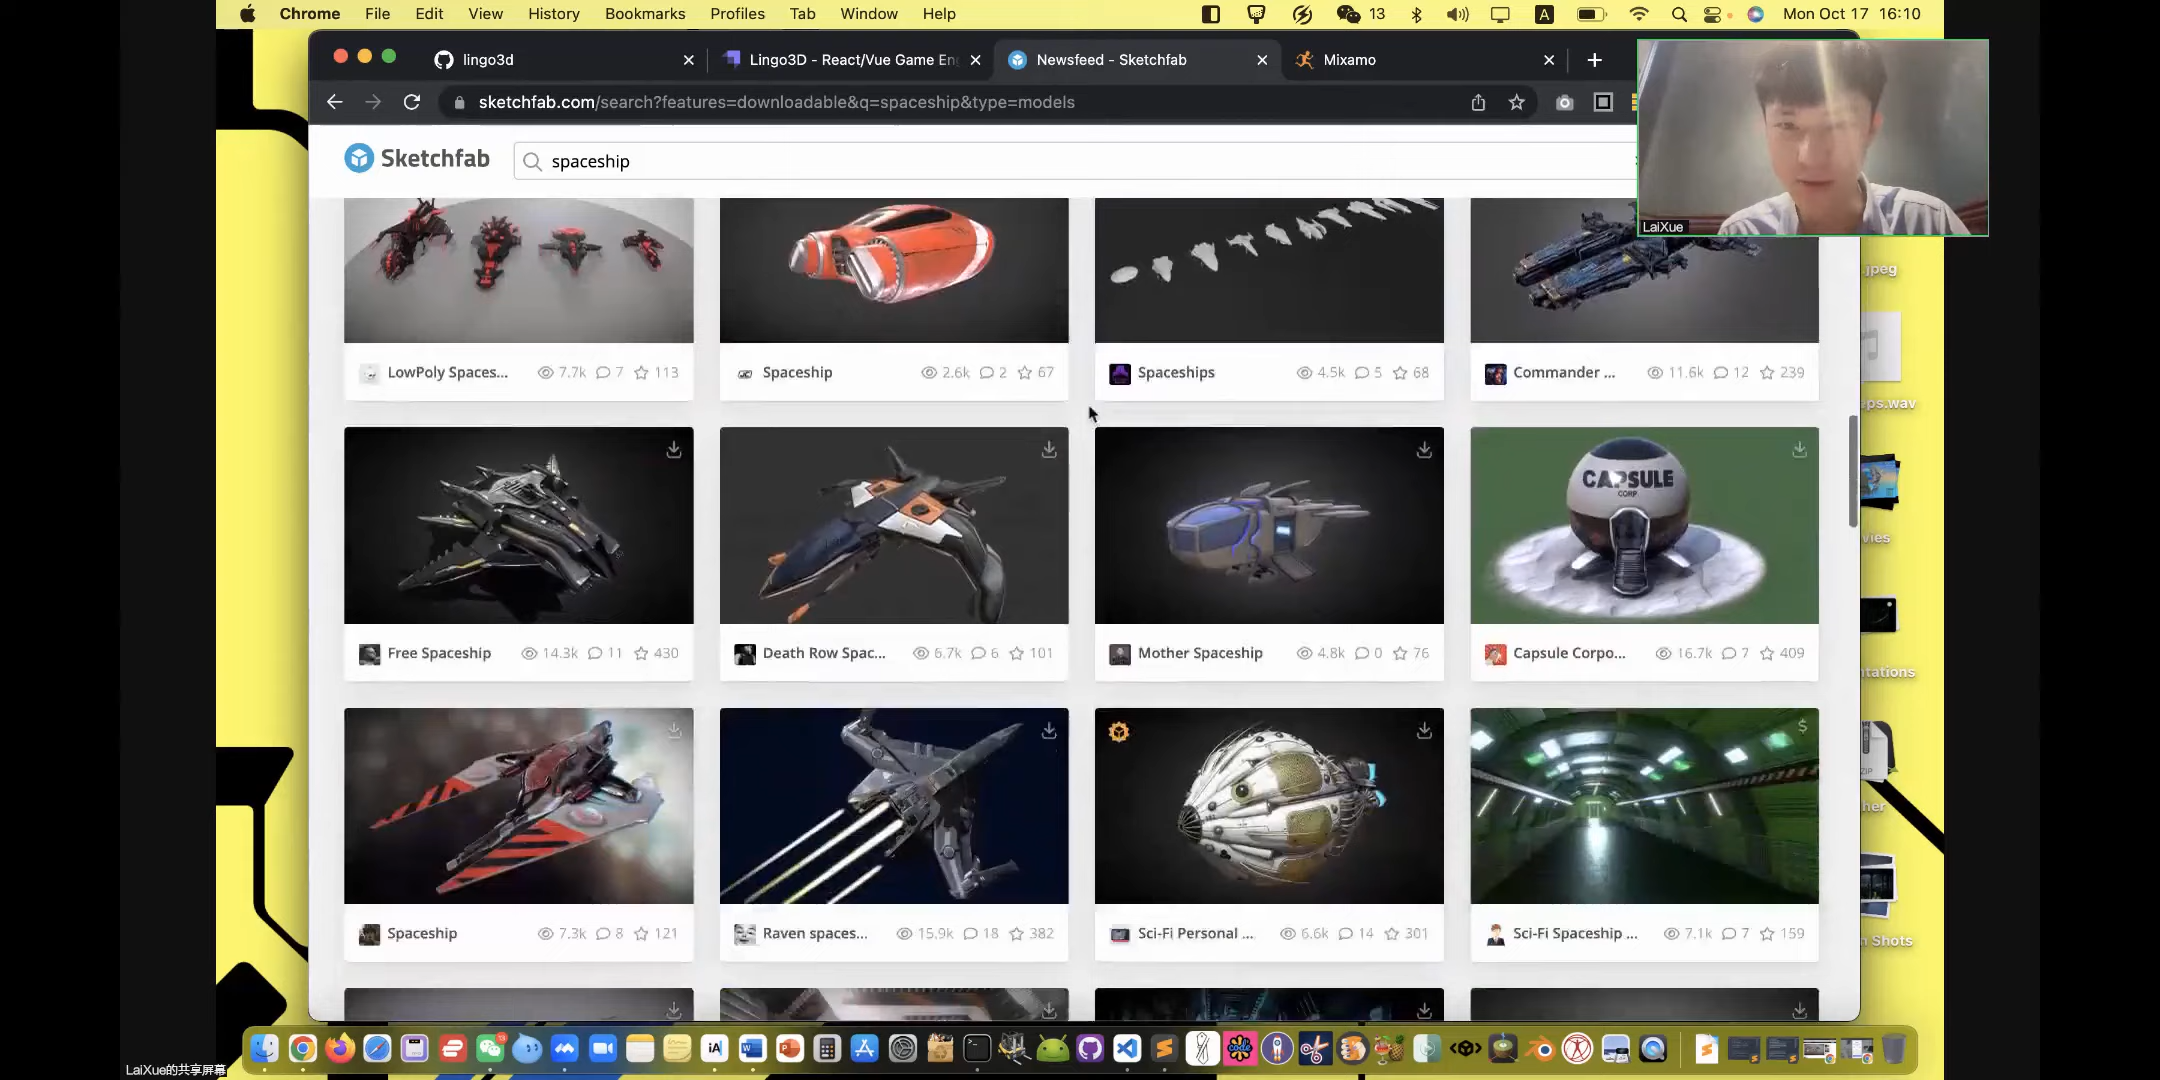 Chrome File Edit View History Bookmarks Profiles Tab Window Help 13 A Mon Oct 17 16:10
lingo3d Lingo3D - React/Vue Game En Newsfeed - Sketchfab Mixamo
sketchfab.com/search?features=downloadable&q=spaceship&type=models
Sketchfab spaceship
LaiXue
.jpeg
LowPoly Spaces... 7.7k 7 113
Spaceship 2.6k 2 67
Spaceships 4.5k 5 68
Commander ... 11.6k 12 239
eps.wav
CAPSULE
CORP
vies
Free Spaceship 14.3k 11 430
Death Row Spac... 6.7k 6 101
Mother Spaceship 4.8k 0 76
Capsule Corpo... 16.7k 7 409
ntations
$
ZIP
her
Spaceship 7.3k 8 121
Raven spaces... 15.9k 18 382
Sci-Fi Personal ... 6.6k 14 301
Sci-Fi Spaceship ... 7.1k 7 159
Shots
iA
code
LaiXue的共享屏幕